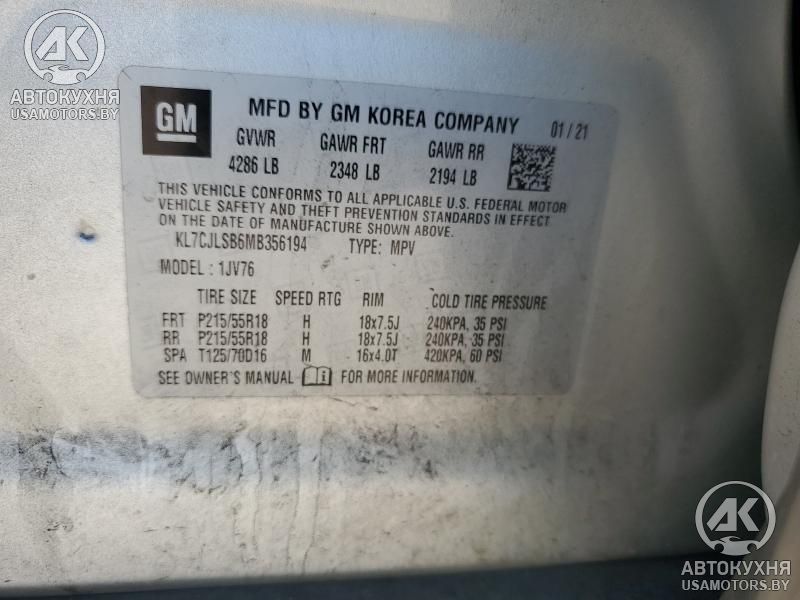 АК
АВТОКУХНЯ
USAMOTORS.BY
GM
MFD BY GM KOREA COMPANY 01/21
GVWR GAWR FRT GAWR RR
4286 LB 2348 LB 2194 LB
THIS VEHICLE CONFORMS TO ALL APPLICABLE U.S. FEDERAL MOTOR
VEHICLE SAFETY AND THEFT PREVENTION STANDARDS IN EFFECT
ON THE DATE OF MANUFACTURE SHOWN ABOVE.
KL7CJLSB6MB356194 TYPE: MPV
MODEL : 1JV76
TIRE SIZE SPEED RTG RIM COLD TIRE PRESSURE
FRT P215/55R18 H 18x7.5J 240KPA, 35 PSI
RR P215/55R18 H 18x7.5J 240KPA, 35 PSI
SPA T125/70D16 M 16x4.0T 420KPA, 60 PSI
SEE OWNER'S MANUAL i FOR MORE INFORMATION.
АК
АВТОКУХНЯ
USAMOTORS.BY